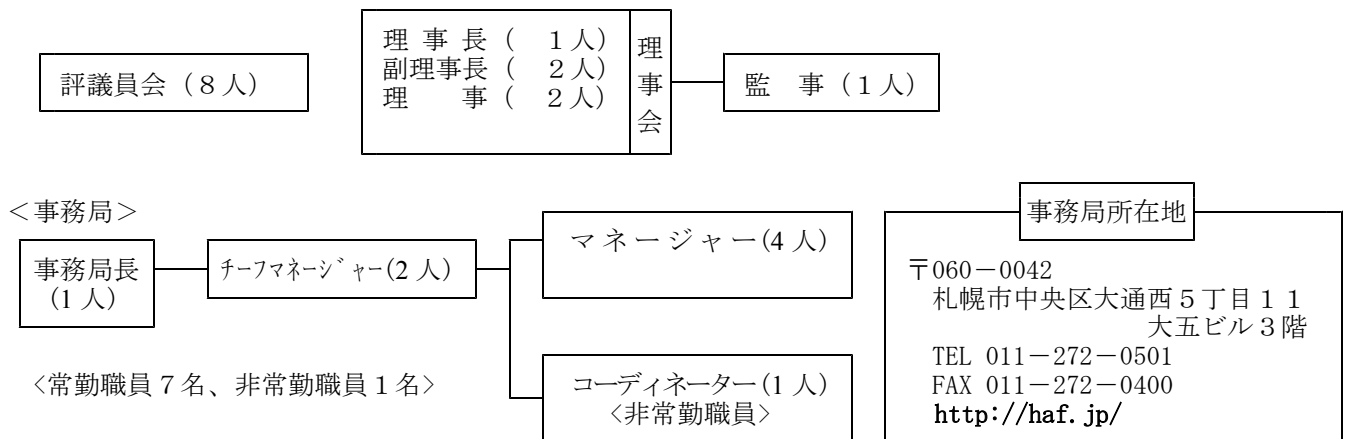 評議員会（８人）
理 事 長（　１人）
副理事長（　２人）
理　　事（　２人）
理事会
監　事（１人）
＜事務局＞
事務局長
(1 人)
ﾁｰﾌﾏﾈｰｼﾞｬｰ(2 人)
マネージャー(4 人)
コーディネーター(1 人)
〈非常勤職員〉
〈常勤職員７名、非常勤職員１名〉
事務局所在地
〒060－0042
札幌市中央区大通西５丁目１１
大五ビル３階
TEL 011－272－0501
FAX 011－272－0400
http://haf.jp/